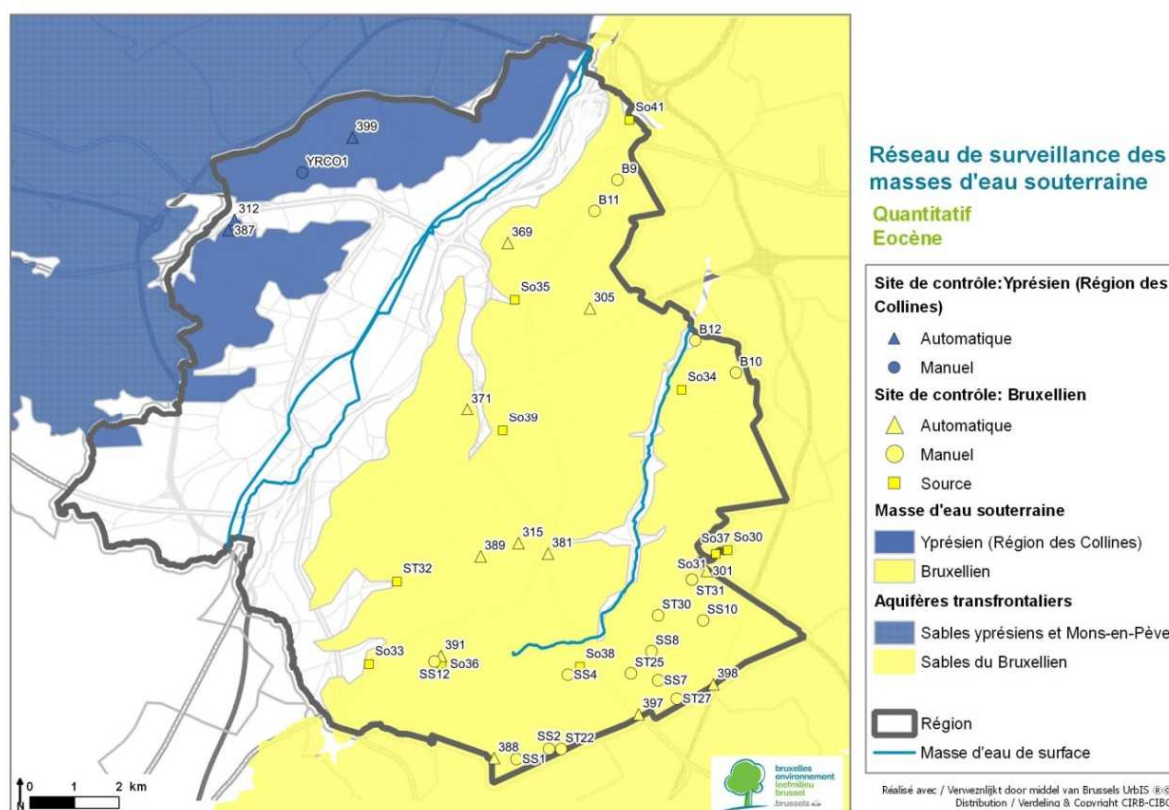 So41
399
YRCO1
B9
B11
312
387
369
So35
305
B12
B10
So34
371
So39
315
389
381
So37
So30
So31
301
ST32
ST31
ST30
SS10
391
So33
So36
SS12
So38
SS8
ST25
SS4
SS7
398
397
ST27
388
SS2
ST22
SS1
N
0 1 2 km
bruxelles
environnement
leefmilieu
brussel
.brussels
Réseau de surveillance des
masses d'eau souterraine
Quantitatif
Eocène
Site de contrôle:Yprésien (Région des
Collines)
Automatique
Manuel
Site de contrôle: Bruxellien
Automatique
Manuel
Source
Masse d'eau souterraine
Yprésien (Région des Collines)
Bruxellien
Aquifères transfrontaliers
Sables yprésiens et Mons-en-Pève
Sables du Bruxellien
Région
Masse d'eau de surface
Réalisé avec / Verweznlijkt door middel van Brussels UrbIS
Distribution / Verdeling & Copyright CIRB-CI